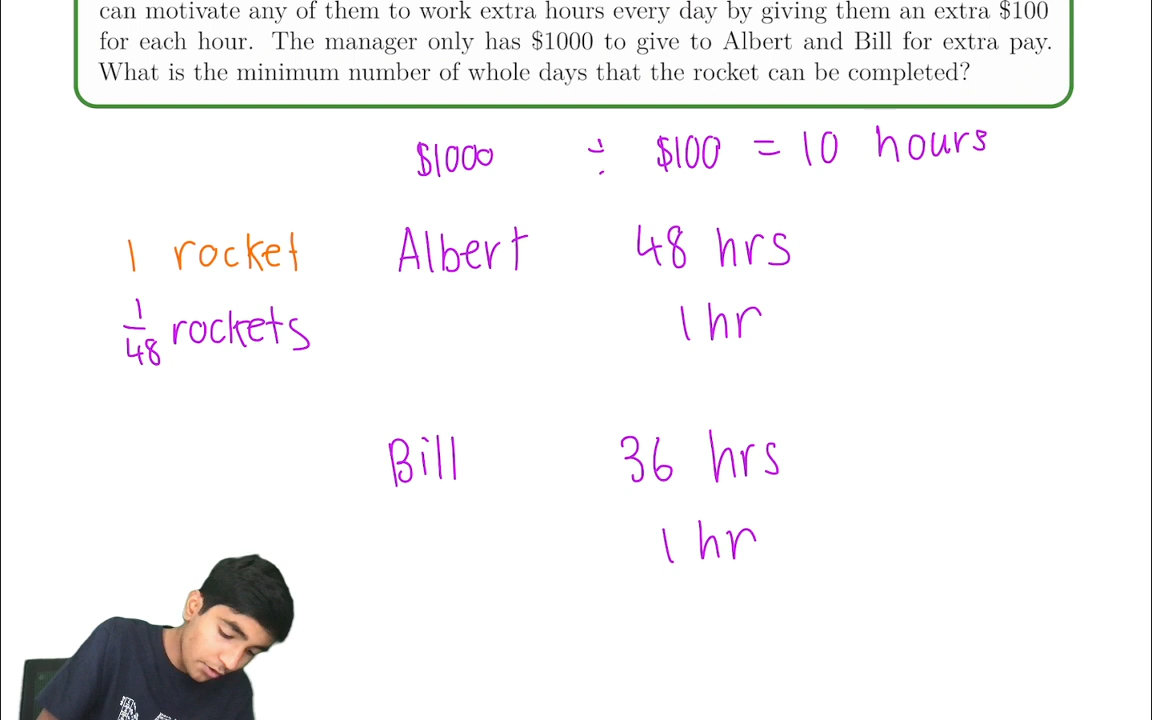 can motivate any of them to work extra hours every day by giving them an extra $100
for each hour. The manager only has $1000 to give to Albert and Bill for extra pay.
What is the minimum number of whole days that the rocket can be completed?
$1000 ÷ $100 = 10 hours
1 rocket Albert 48 hrs
1/48 rockets 1 hr
Bill 36 hrs
1 hr